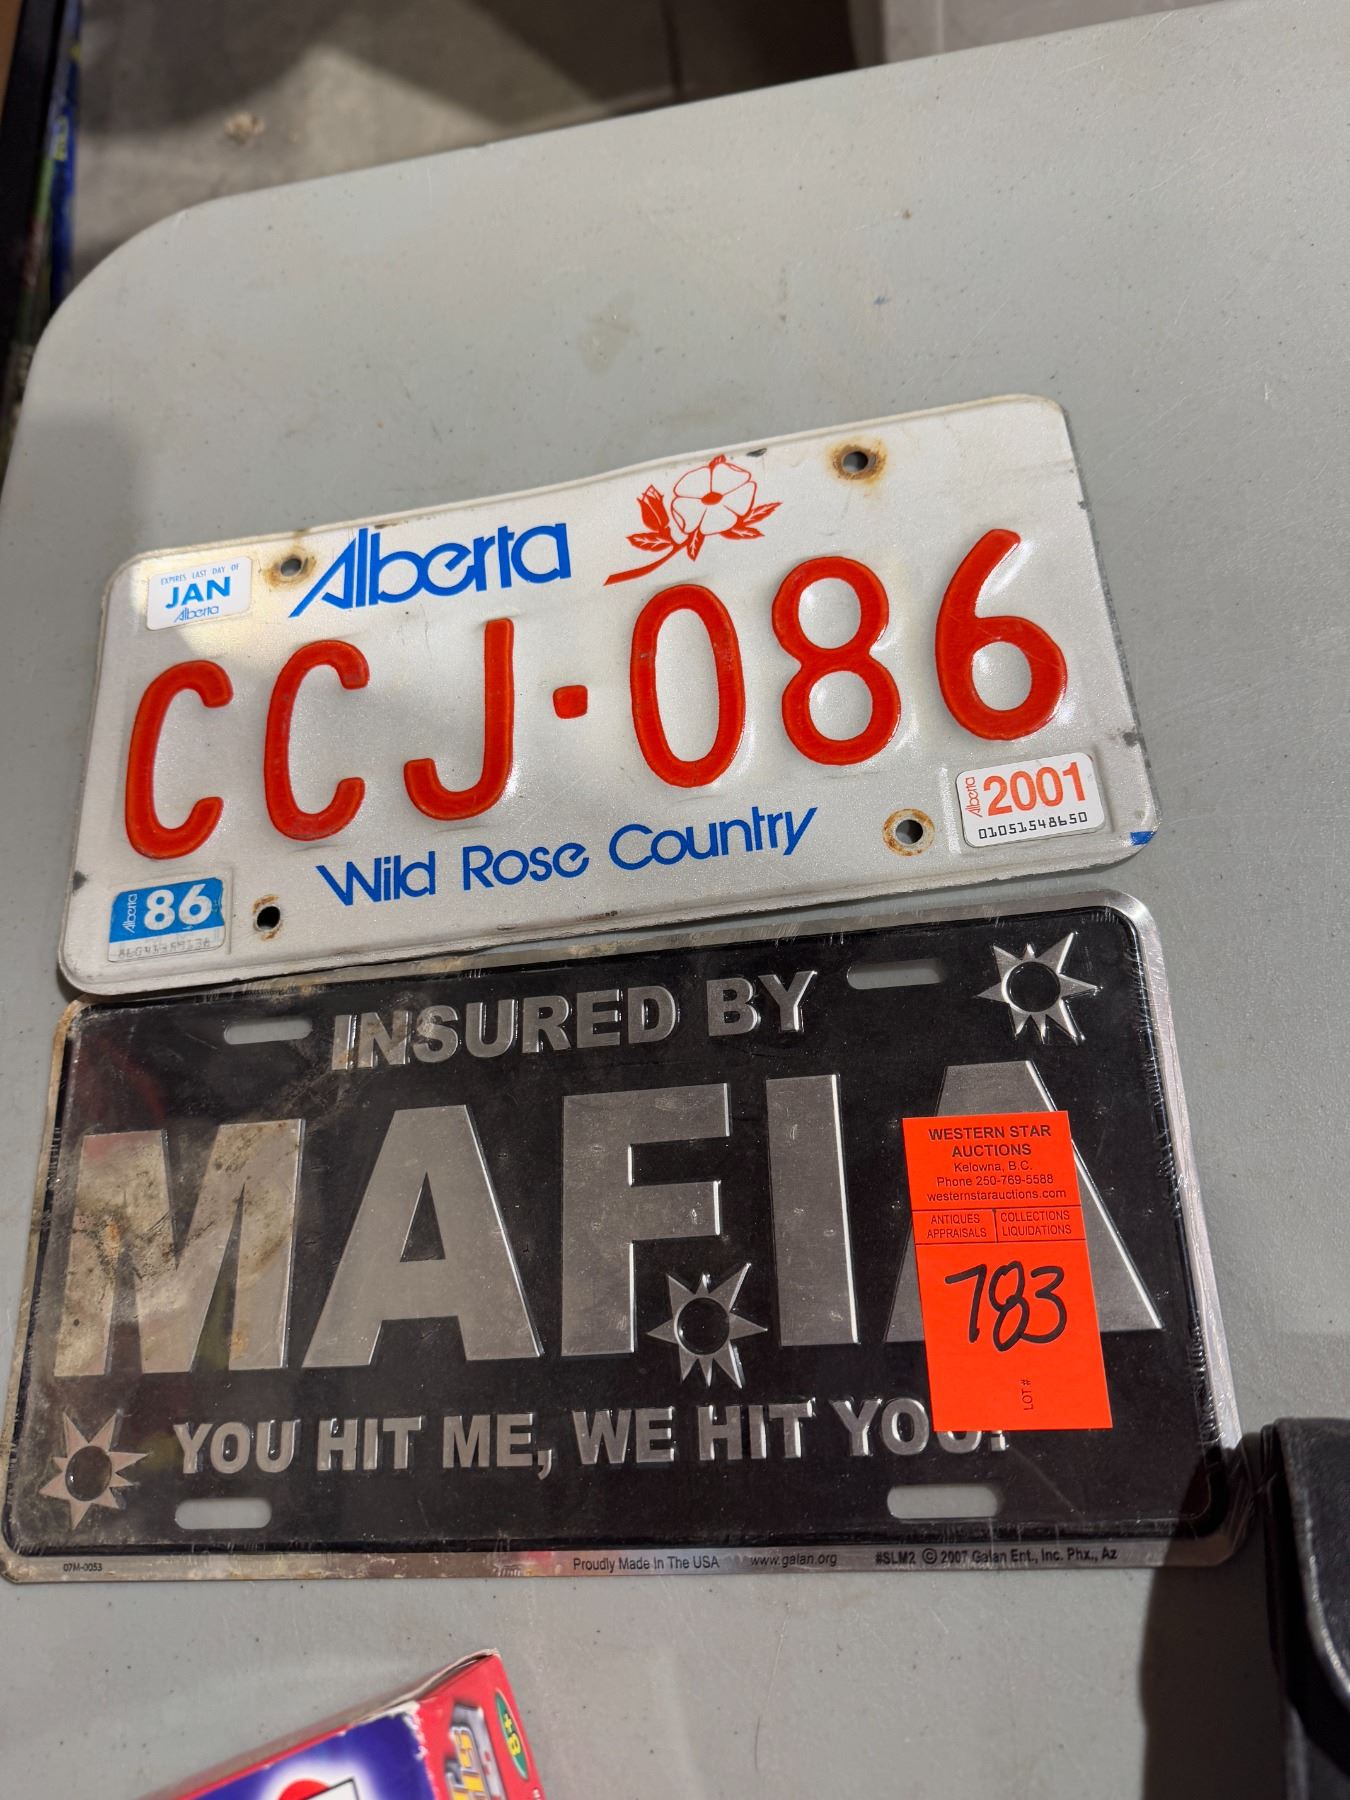 EXPIRES LAST DAY OF
JAN
Alberta
Alberta
CCJ·086
Wild Rose Country
Alberta 86
Alberta 2001
01051548650
INSURED BY
MAFIA
YOU HIT ME, WE HIT YOU!
07M-0053 Proudly Made In The USA www.galan.org #SLM2 © 2007 Galan Ent., Inc. Phx., Az
WESTERN STAR
AUCTIONS
Kelowna, B.C.
Phone 250-769-5588
westernstarauctions.com
ANTIQUES
APPRAISALS
COLLECTIONS
LIQUIDATIONS
783
LOT #
8+